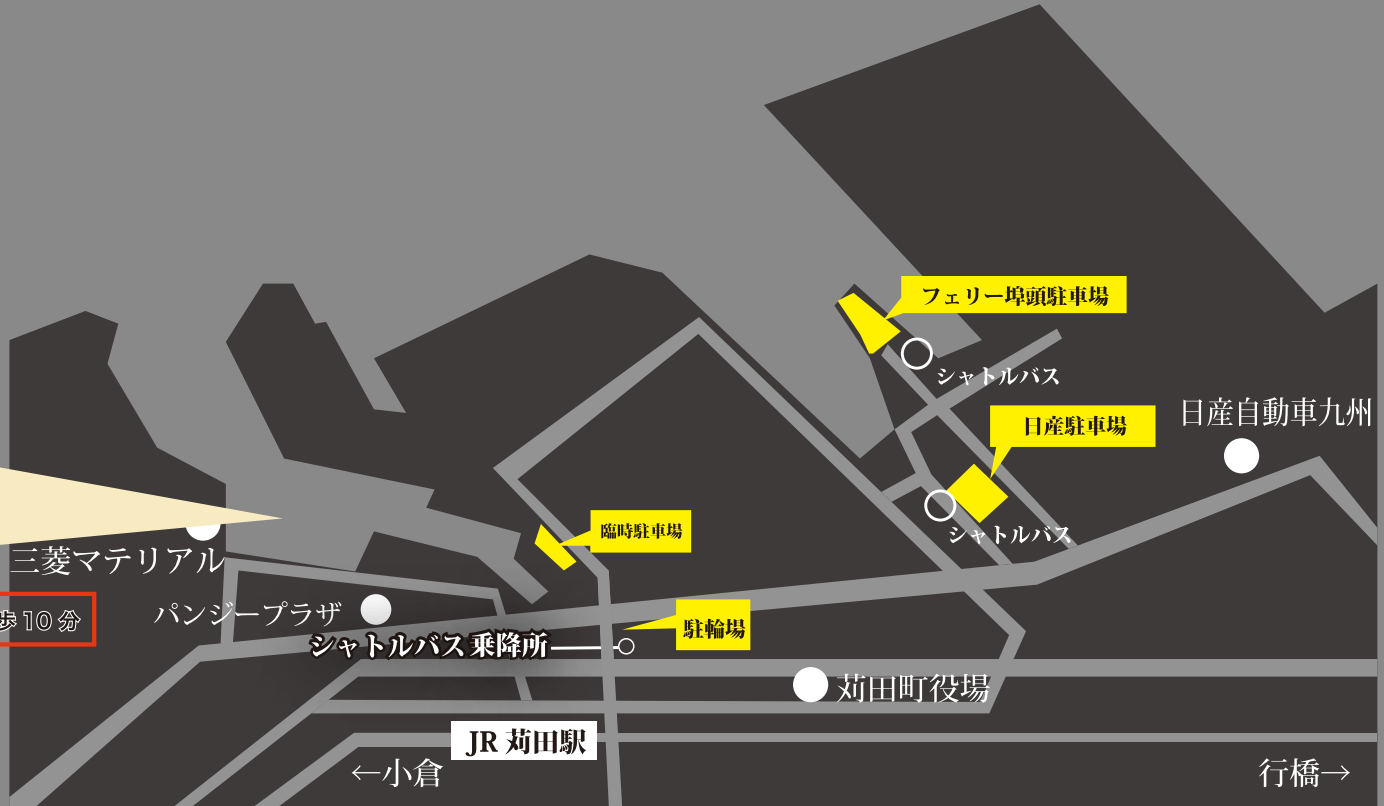 フェリー埠頭駐車場
シャトルバス
日産自動車九州
日産駐車場
臨時駐車場
シャトルバス
三菱マテリアル
パンジープラザ
歩10分
駐輪場
シャトルバス乗降所
苅田町役場
JR 苅田駅
←小倉
行橋→